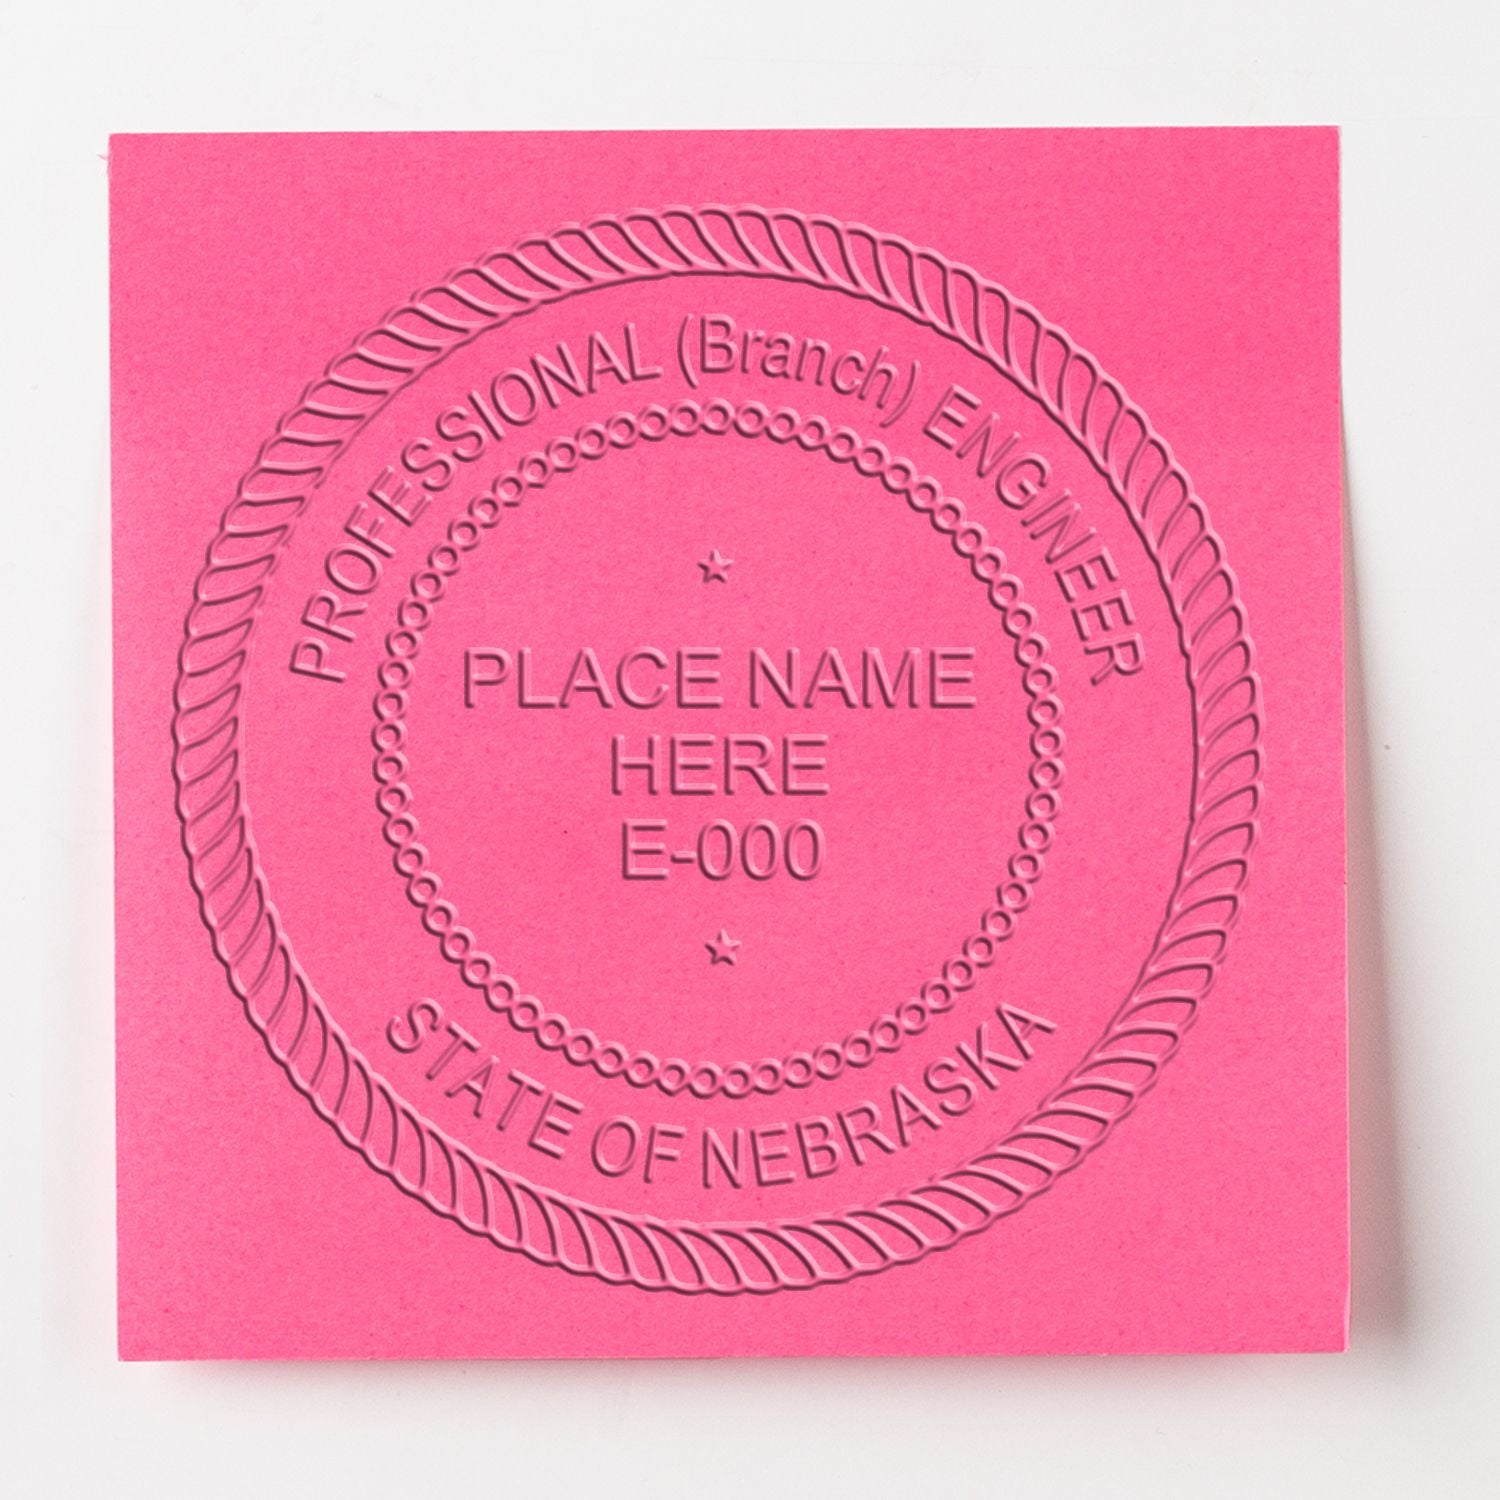 PROFESSIONAL (Branch) ENGINEER
PLACE NAME
HERE
E-000
STATE OF NEBRASKA